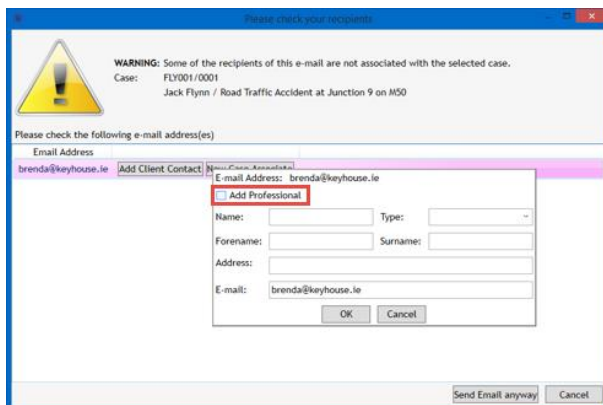 Please check your recipients
WARNING: Some of the recipients of this e-mail are not associated with the selected case.
Case: FLY001/0001
Jack Flynn / Road Traffic Accident at Junction 9 on M50
Please check the following e-mail address(es)
Email Address
brenda@keyhouse.ie Add Client Contact New Case Associate
E-mail Address: brenda@keyhouse.ie
Add Professional
Name: Type:
Forename: Surname:
Address:
E-mail: brenda@keyhouse.ie
OK Cancel
Send Email anyway Cancel